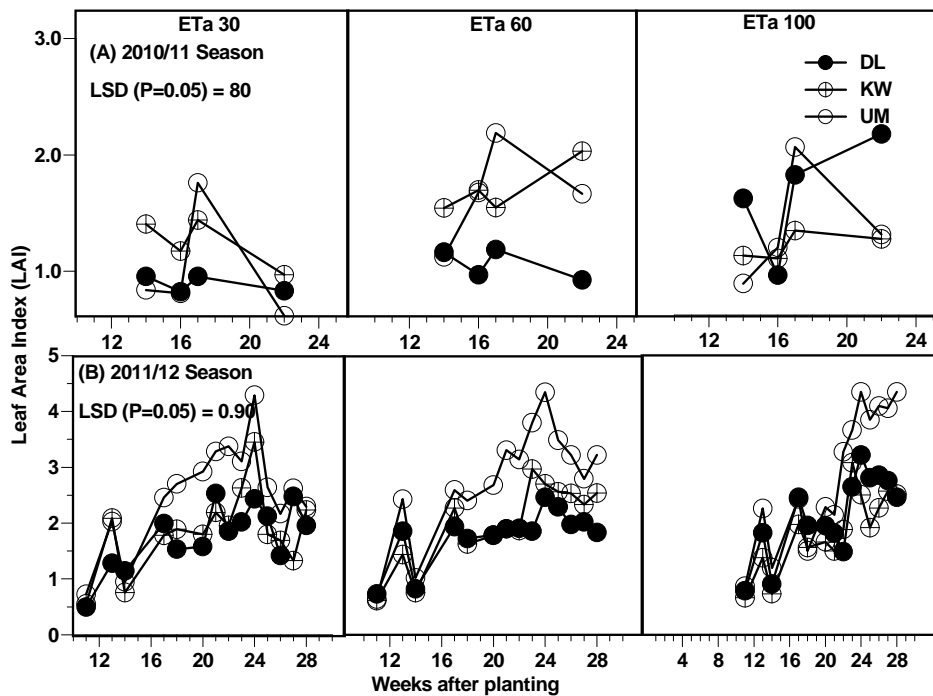 ETa 30 ETa 60 ETa 100
(A) 2010/11 Season
LSD (P=0.05) = 80
DL
KW
UM
3.0
2.0
1.0
12 16 20 24 12 16 20 24 12 16 20 24
Leaf Area Index (LAI)
(B) 2011/12 Season
LSD (P=0.05) = 0.90
5
4
3
2
1
0
12 16 20 24 28 12 16 20 24 28 4 8 12 16 20 24 28
Weeks after planting